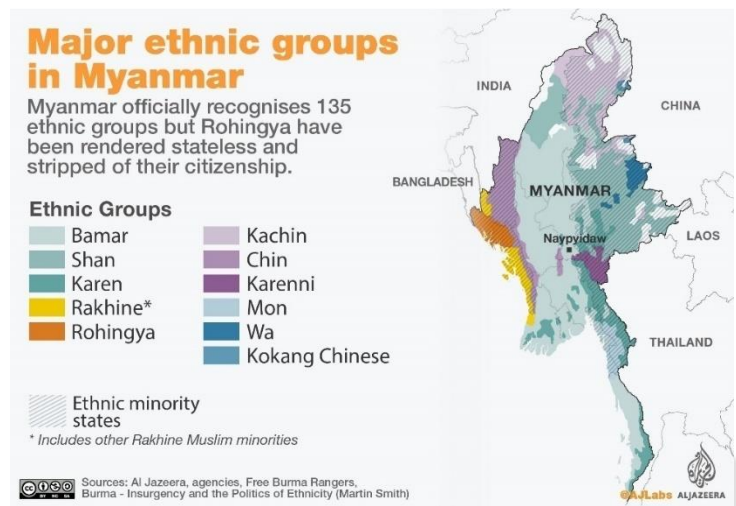 Major ethnic groups
in Myanmar
Myanmar officially recognises 135
ethnic groups but Rohingya have
been rendered stateless and
stripped of their citizenship.
Ethnic Groups
Bamar
Shan
Karen
Rakhine*
Rohingya
Kachin
Chin
Karenni
Mon
Wa
Kokang Chinese
Ethnic minority
states
* Includes other Rakhine Muslim minorities
INDIA
CHINA
BANGLADESH
MYANMAR
Naypyidaw
LAOS
THAILAND
Sources: Al Jazeera, agencies, Free Burma Rangers,
Burma - Insurgency and the Politics of Ethnicity (Martin Smith)
@AJLabs ALJAZEERA